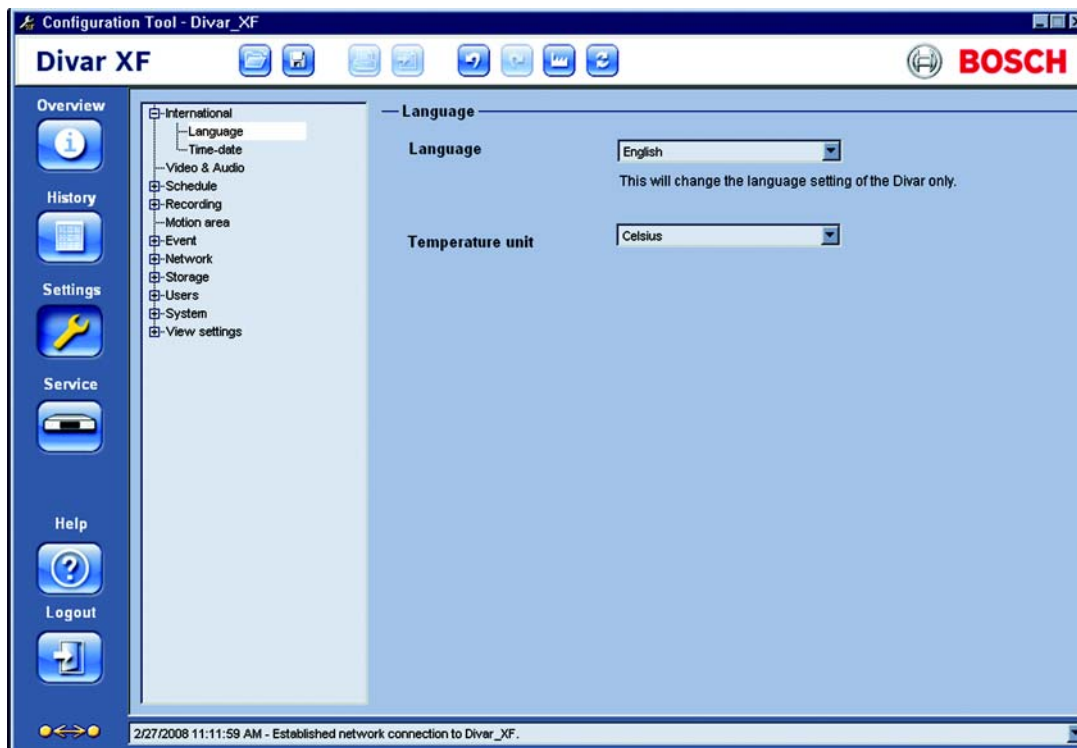 Configuration Tool - Divar_XF
Divar XF
BOSCH
Overview
History
Settings
Service
Help
Logout
International
Language
Time-date
Video & Audio
Schedule
Recording
Motion area
Event
Network
Storage
Users
System
View settings
Language
Language
English
This will change the language setting of the Divar only.
Temperature unit
Celsius
2/27/2008 11:11:59 AM - Established network connection to Divar_XF.